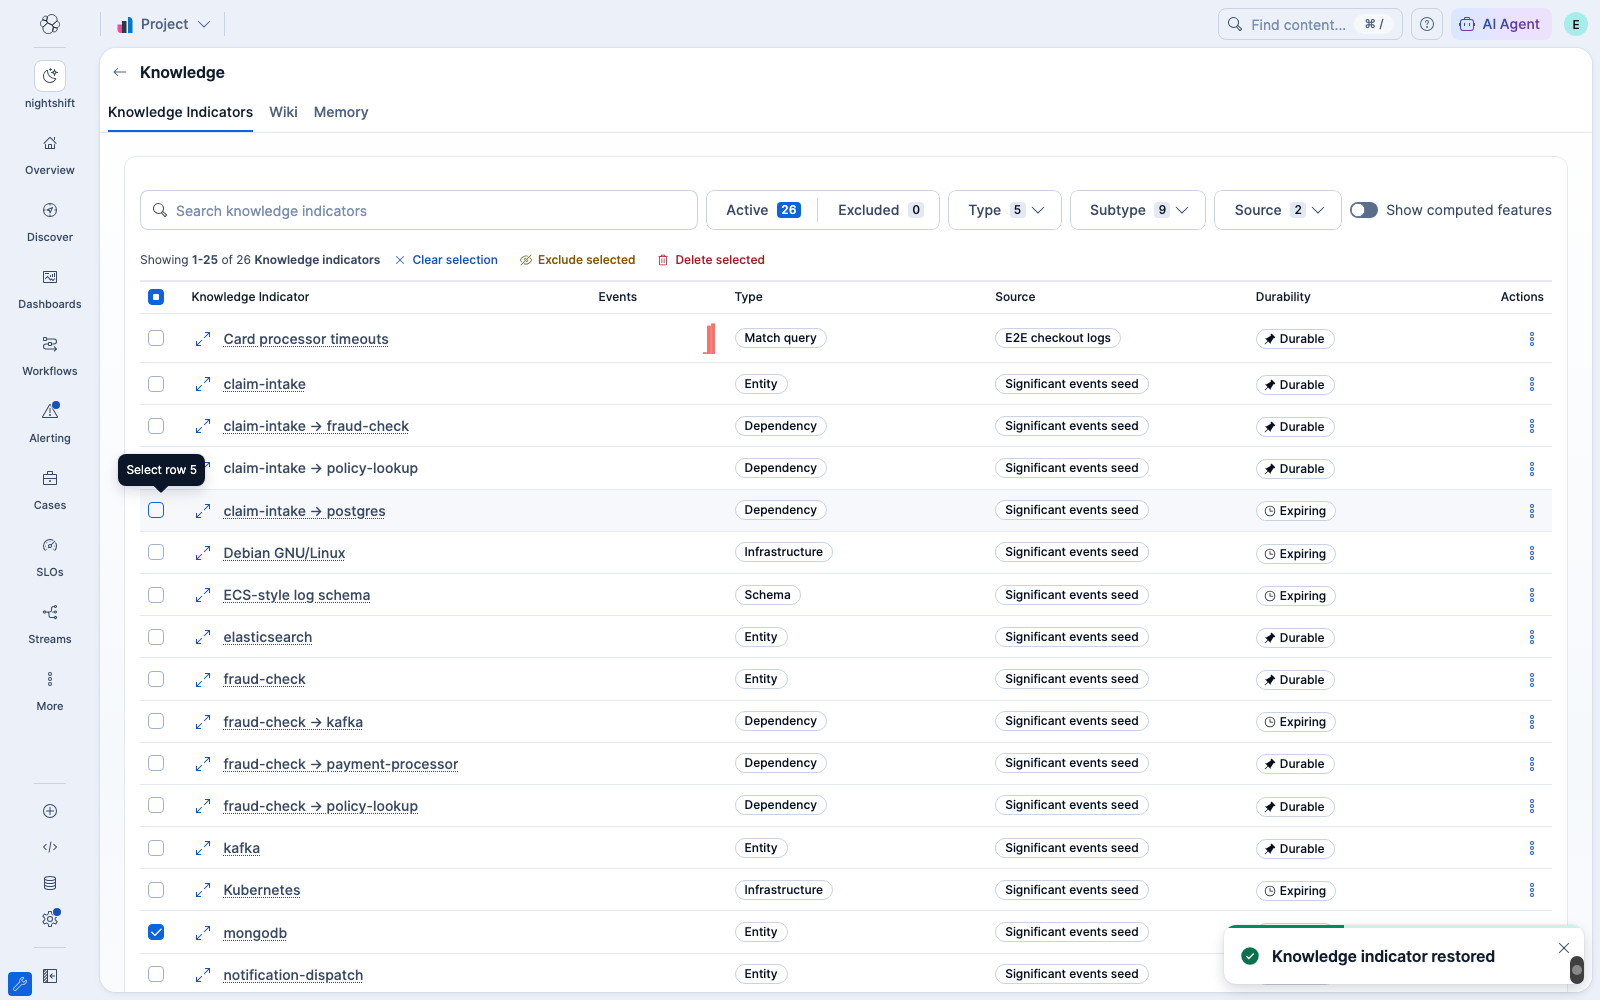 Project
Find content...
⌘ /
AI Agent
E
nightshift
Overview
Discover
Dashboards
Workflows
Alerting
Cases
SLOs
Streams
More
Knowledge
Knowledge Indicators Wiki Memory
Search knowledge indicators
Active 26 Excluded 0 Type 5 Subtype 9 Source 2 Show computed features
Showing 1-25 of 26 Knowledge indicators Clear selection Exclude selected Delete selected
Knowledge Indicator Events Type Source Durability Actions
Card processor timeouts Match query E2E checkout logs Durable
claim-intake Entity Significant events seed Durable
claim-intake → fraud-check Dependency Significant events seed Durable
claim-intake → policy-lookup Dependency Significant events seed Durable
Select row 5
claim-intake → postgres Dependency Significant events seed Expiring
Debian GNU/Linux Infrastructure Significant events seed Expiring
ECS-style log schema Schema Significant events seed Expiring
elasticsearch Entity Significant events seed Durable
fraud-check Entity Significant events seed Durable
fraud-check → kafka Dependency Significant events seed Expiring
fraud-check → payment-processor Dependency Significant events seed Durable
fraud-check → policy-lookup Dependency Significant events seed Durable
kafka Entity Significant events seed Durable
Kubernetes Infrastructure Significant events seed Expiring
mongodb Entity Significant events seed
notification-dispatch Entity Significant events seed
Knowledge indicator restored